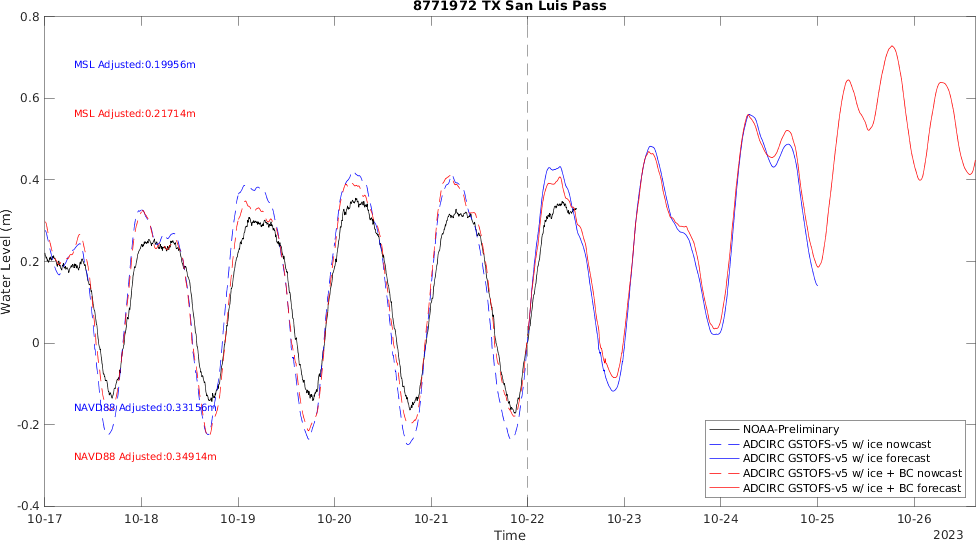 8771972 TX San Luis Pass
0.8
0.6
0.4
0.2
0
-0.2
-0.4
Water Level (m)
MSL Adjusted:0.19956m
MSL Adjusted:0.21714m
NAVD88 Adjusted:0.33156m
NAVD88 Adjusted:0.34914m
NOAA-Preliminary
ADCIRC GSTOFS-v5 w/ ice nowcast
ADCIRC GSTOFS-v5 w/ ice forecast
ADCIRC GSTOFS-v5 w/ice + BC nowcast
ADCIRC GSTOFS-v5 w/ice + BC forecast
10-17 10-18 10-19 10-20 10-21 10-22 10-23 10-24 10-25 10-26
Time
2023